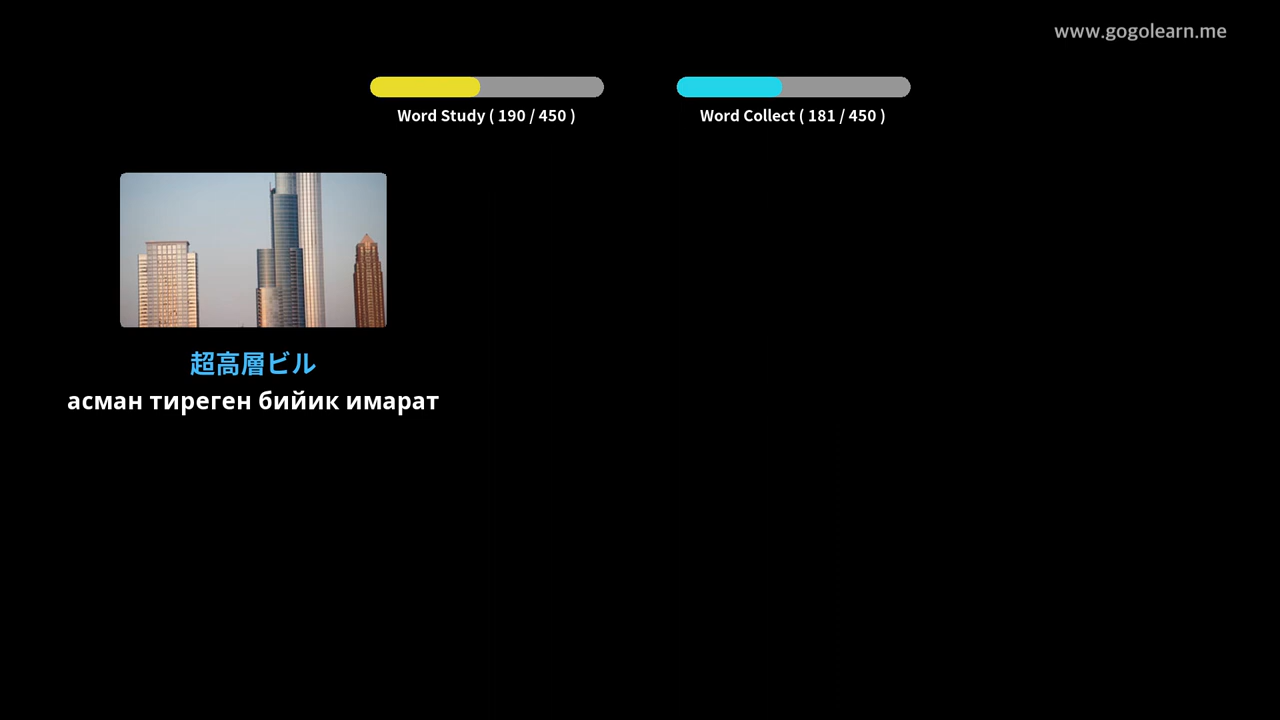 www.gogolearn.me
Word Study ( 190 / 450 )
Word Collect ( 181 / 450 )
超高層ビル
асман тиреген бийик имарат